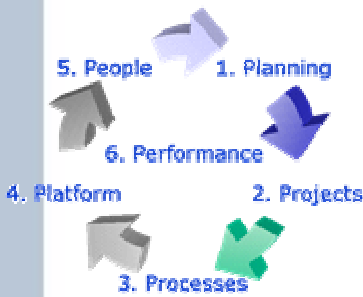 5. People
1. Planning
6. Performance
4. Platform
2. Projects
3. Processes